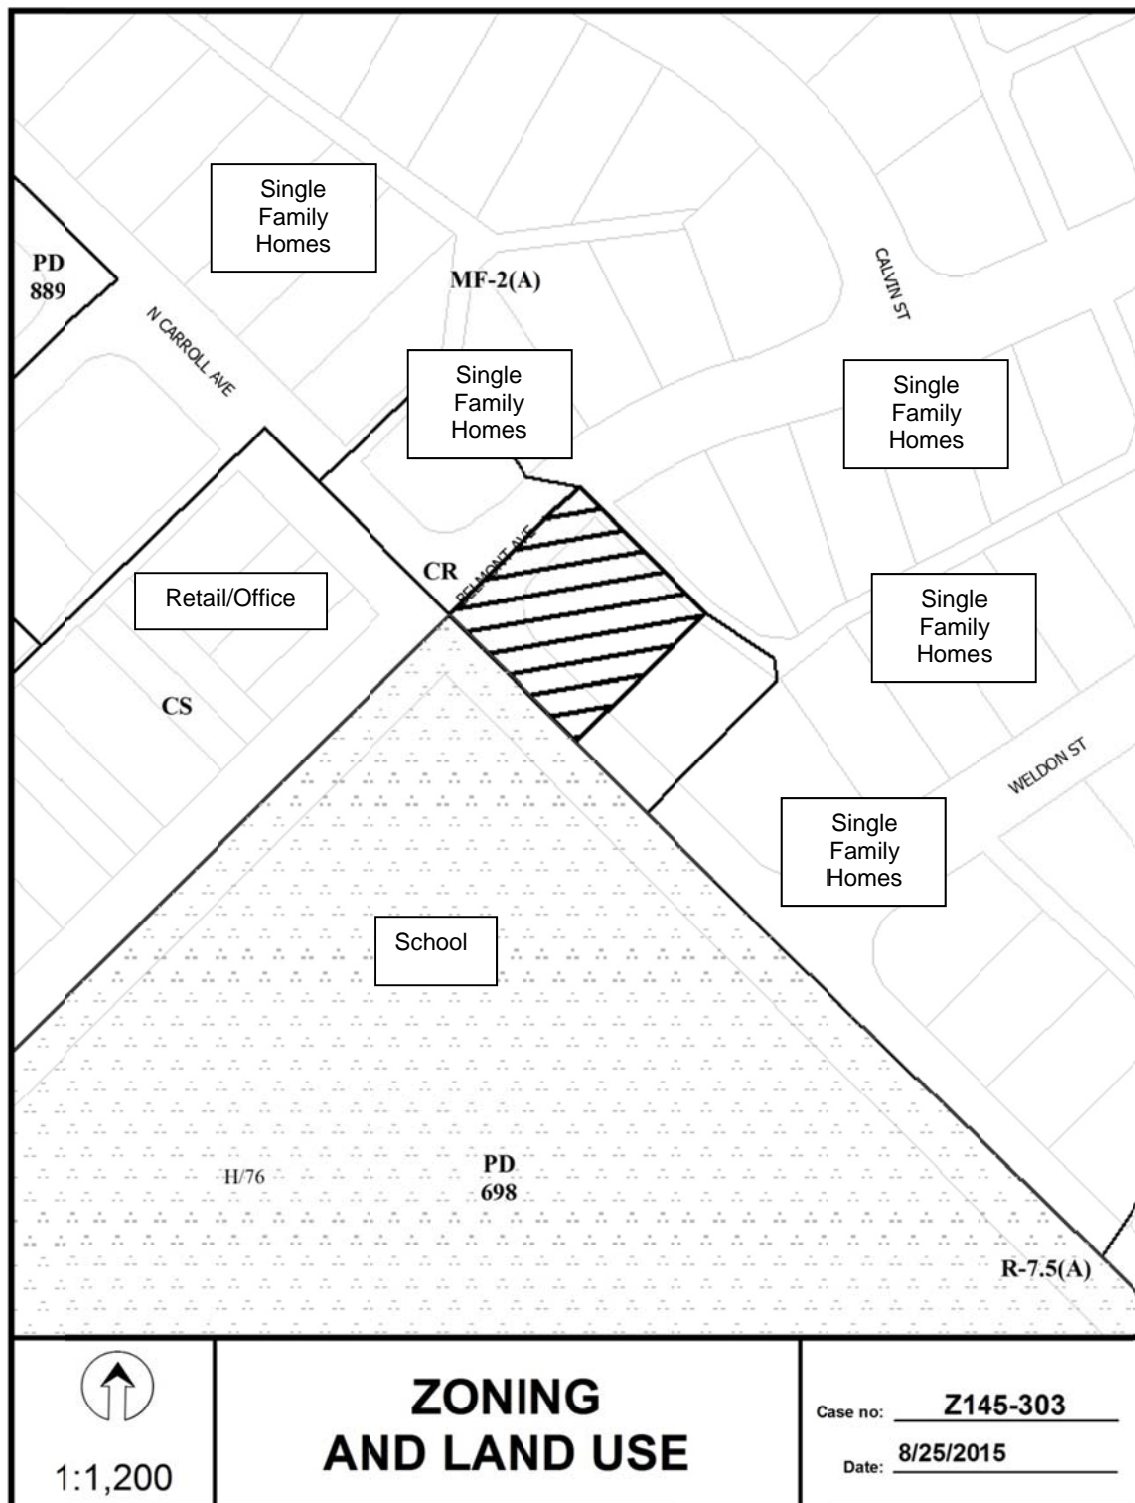 Single
Family
Homes
PD
889
MF-2(A)
CALVIN ST
N CARROLL AVE
Single
Family
Homes
Single
Family
Homes
BELMONT AVE
CR
Retail/Office
Single
Family
Homes
CS
WELDON ST
Single
Family
Homes
School
H/76
PD
698
R-7.5(A)
1:1,200
ZONING
AND LAND USE
Case no: Z145-303
Date: 8/25/2015